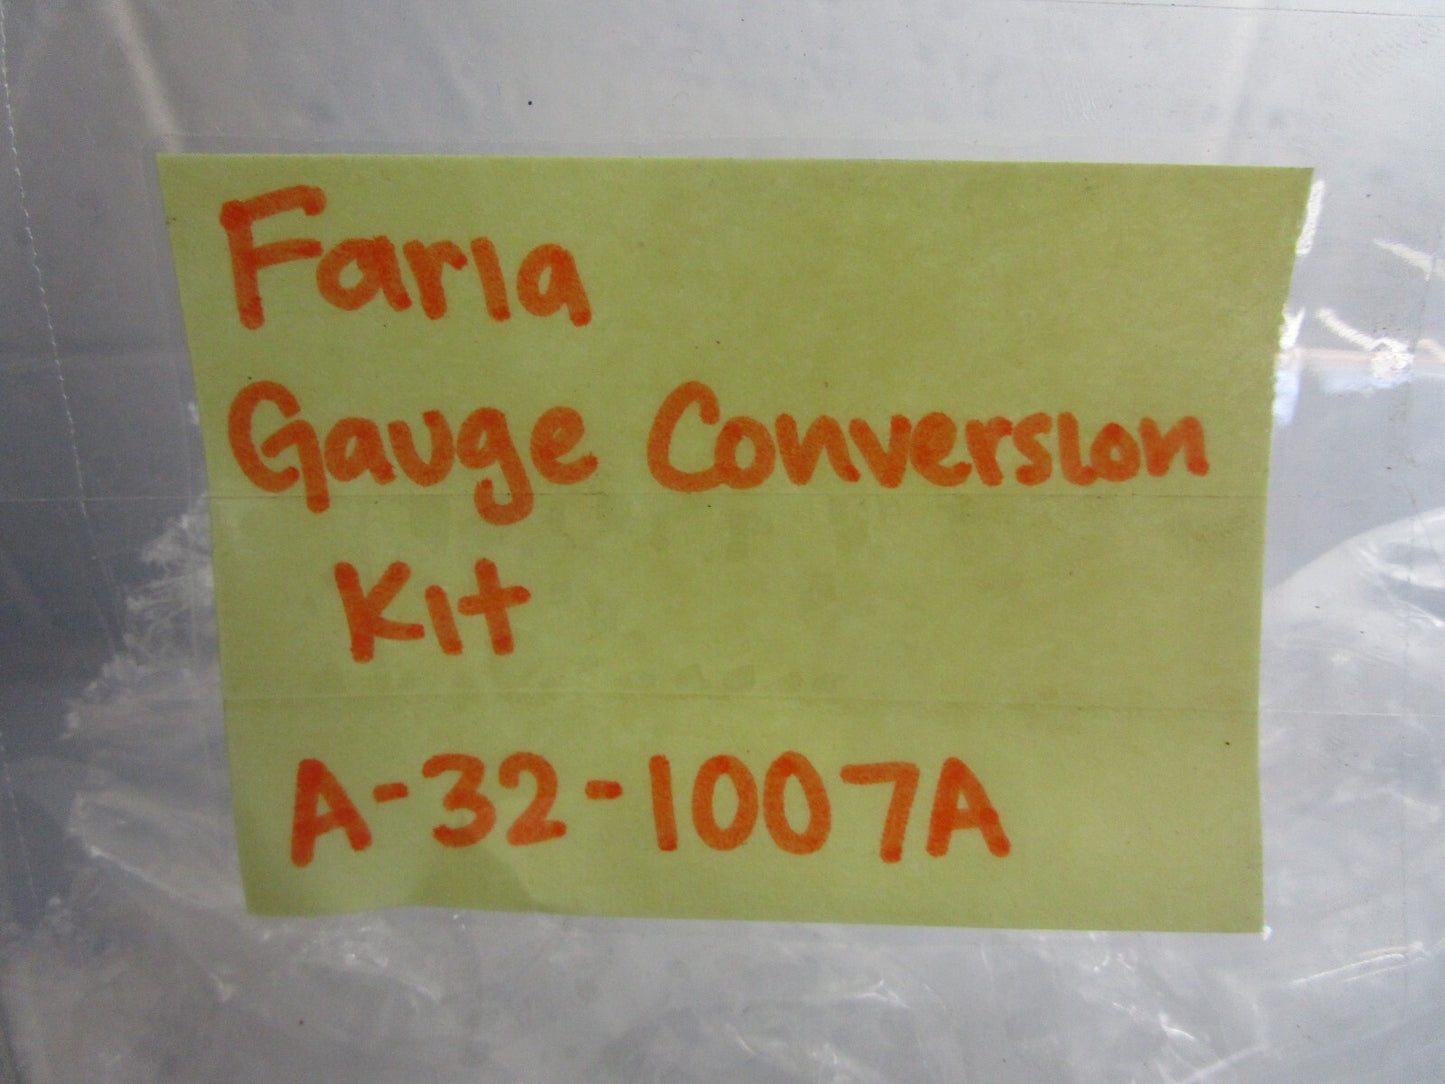 Faria
Gauge Conversion
Kit
A-32-1007A